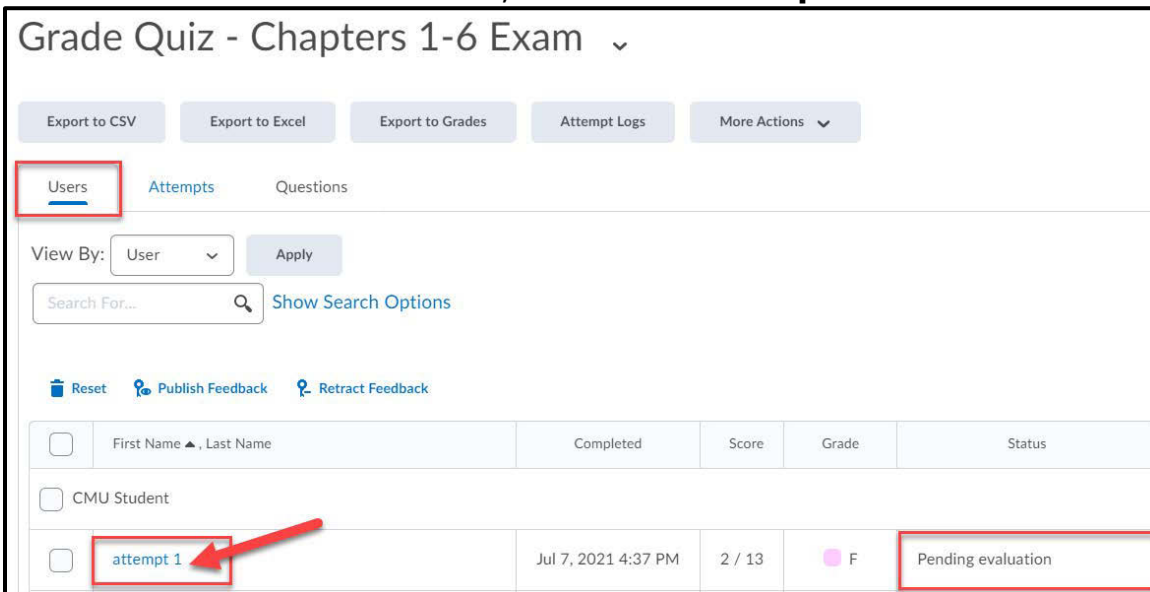 Grade Quiz - Chapters 1-6 Exam
Export to CSV Export to Excel Export to Grades Attempt Logs More Actions
Users Attempts Questions
View By: User Apply
Search For... Show Search Options
Reset Publish Feedback Retract Feedback
First Name ▲ , Last Name Completed Score Grade Status
CMU Student
attempt 1 Jul 7, 2021 4:37 PM 2 / 13 F Pending evaluation